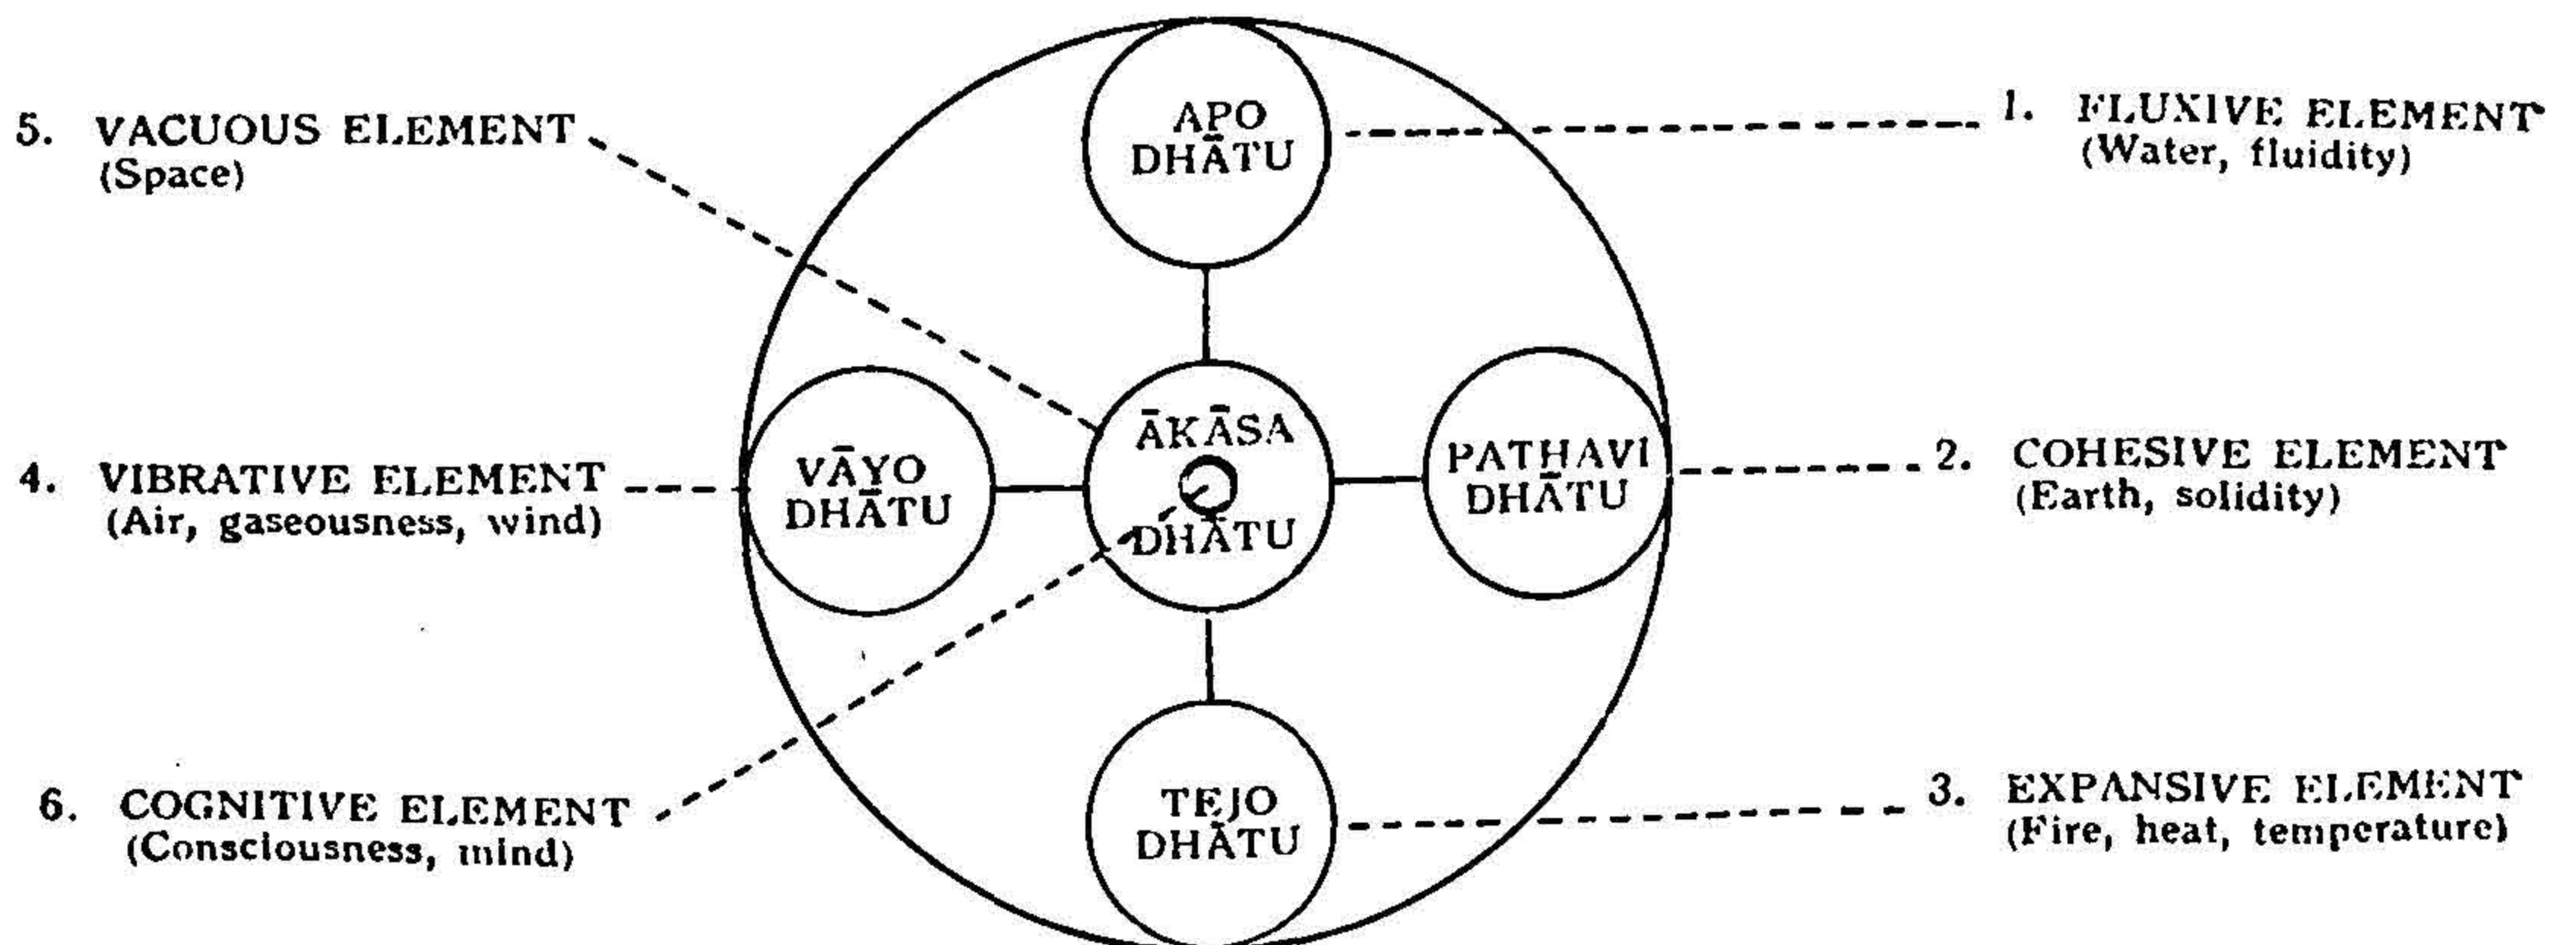 5. VACUOUS ELEMENT
(Space)
4. VIBRATIVE ELEMENT
(Air, gaseousness, wind)
6. COGNITIVE ELEMENT
(Consciousness, mind)
APO
DHĀTU
VĀYO
DHĀTU
ĀKĀSA
DHĀTU
PATHAVI
DHĀTU
TEJO
DHĀTU
1. FLUXIVE ELEMENT
(Water, fluidity)
2. COHESIVE ELEMENT
(Earth, solidity)
3. EXPANSIVE ELEMENT
(Fire, heat, temperature)